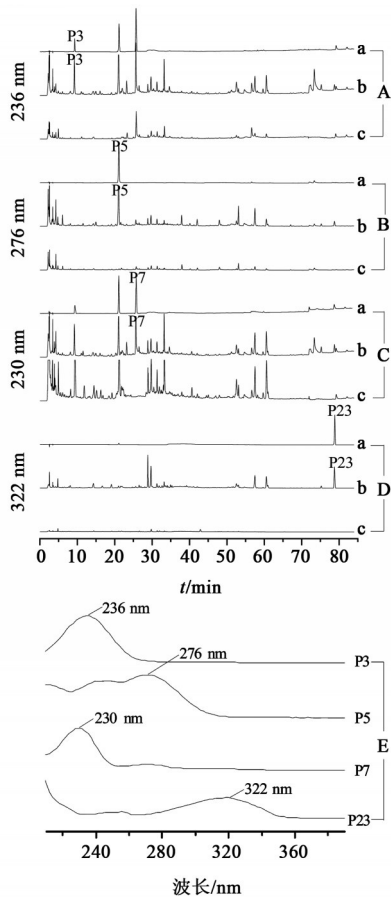 P3
a
P3
236 nm
b
A
c
P5
a
P5
276 nm
b
B
c
P7
a
P7
230 nm
b
C
c
P23
a
P23
322 nm
b
D
c
0 10 20 30 40 50 60 70 80
t/min
236 nm
P3
276 nm
P5
230 nm
E
P7
322 nm
P23
240 280 320 360
波长/nm